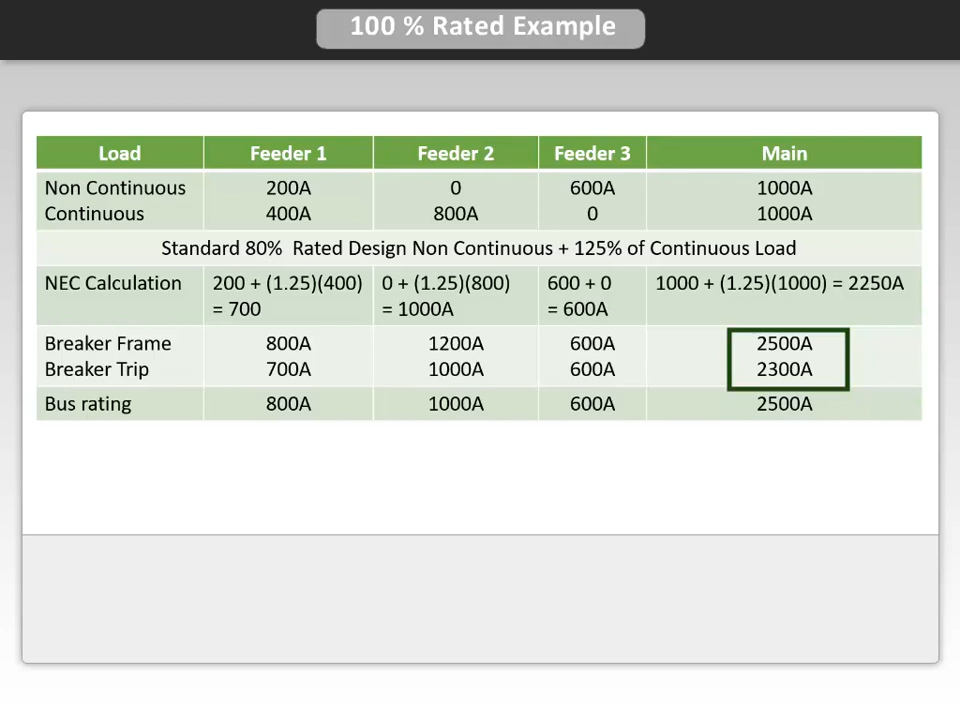 100 % Rated Example
Load Feeder 1 Feeder 2 Feeder 3 Main
Non Continuous 200A 0 600A 1000A
Continuous 400A 800A 0 1000A
Standard 80% Rated Design Non Continuous + 125% of Continuous Load
NEC Calculation 200 + (1.25)(400) 0 + (1.25)(800) 600 + 0 1000 + (1.25)(1000) = 2250A
= 700 = 1000A = 600A
Breaker Frame 800A 1200A 600A 2500A
Breaker Trip 700A 1000A 600A 2300A
Bus rating 800A 1000A 600A 2500A